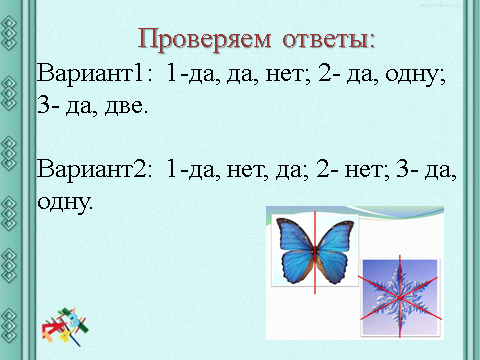 Проверяем ответы:
Вариант1: 1-да, да, нет; 2- да, одну;
3- да, две.
Вариант2: 1-да, нет, да; 2- нет; 3- да,
одну.